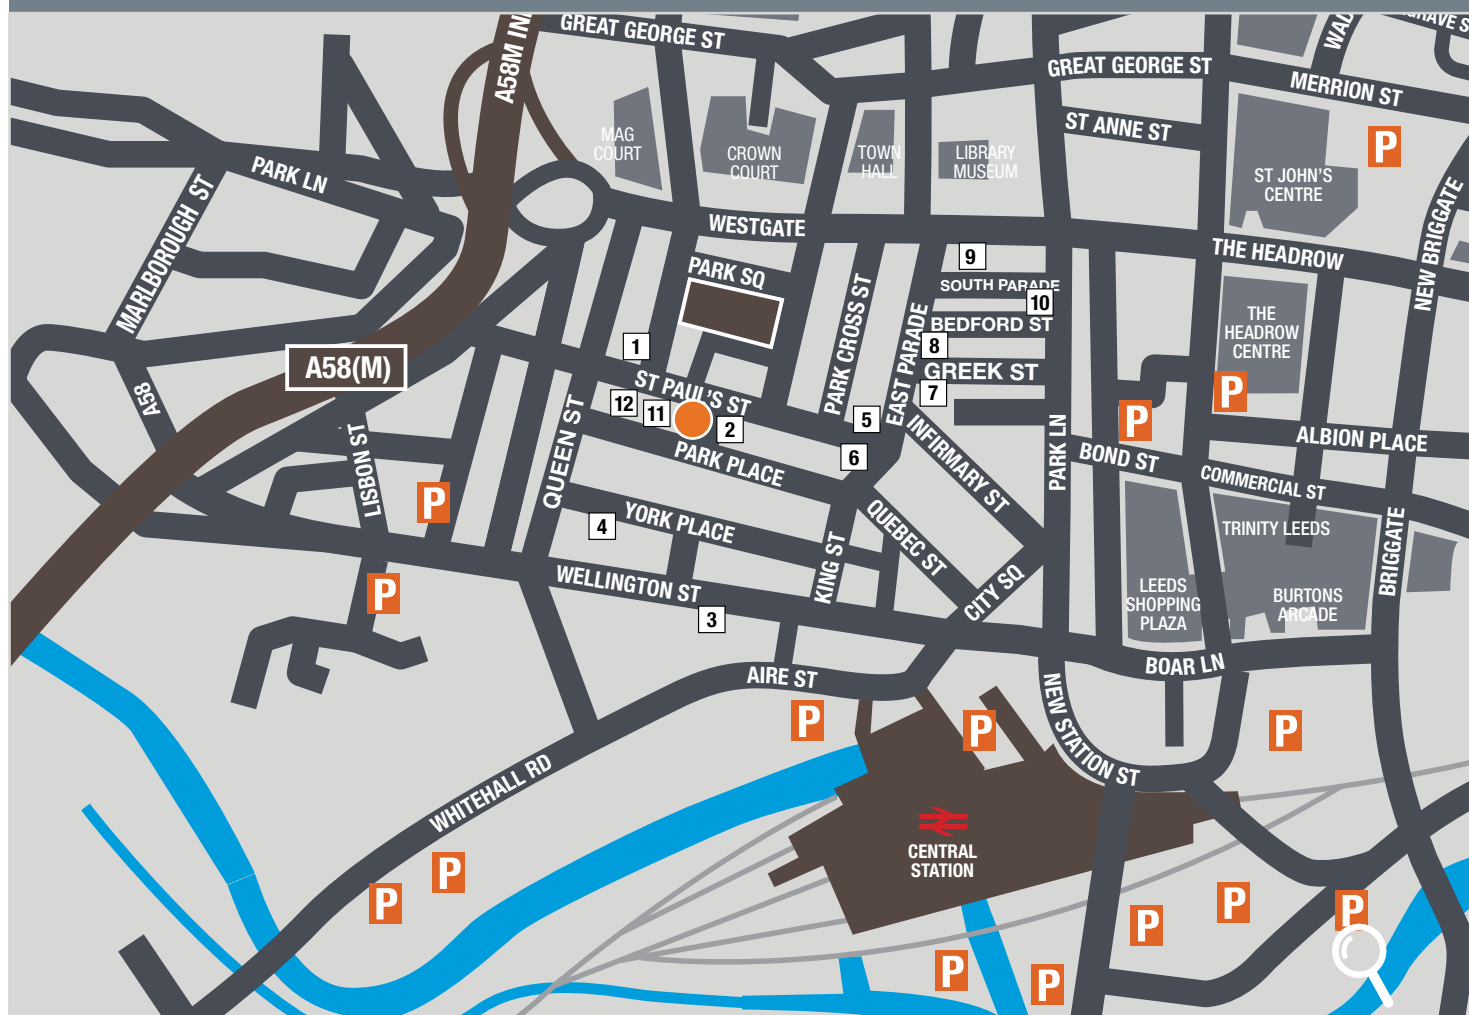 GREAT GEORGE ST
A58M INN
GREAT GEORGE ST
MERRION ST
ST ANNE ST
P
MAG
COURT
CROWN
COURT
TOWN
HALL
LIBRARY
MUSEUM
ST JOHN'S
CENTRE
PARK LN
MARLBOROUGH ST
WESTGATE
THE HEADROW
NEW BRIGGATE
PARK SQ
9
SOUTH PARADE
10
BEDFORD ST
8
GREEK ST
7
THE
HEADROW
CENTRE
P
PARK CROSS ST
EAST PARADE
A58(M)
A58
1
ST PAUL'S ST
12
11
2
5
6
P
LISBON ST
QUEEN ST
PARK PLACE
INFIRMARY ST
PARK LN
BOND ST
ALBION PLACE
COMMERCIAL ST
P
4
YORK PLACE
QUEBEC ST
KING ST
TRINITY LEEDS
BRIGGATE
P
WELLINGTON ST
3
CITY SQ
LEEDS
SHOPPING
PLAZA
BURTONS
ARCADE
AIRE ST
BOAR LN
NEW STATION ST
P
P
P
WHITEHALL RD
CENTRAL
STATION
P
P
P
P
P
P
P